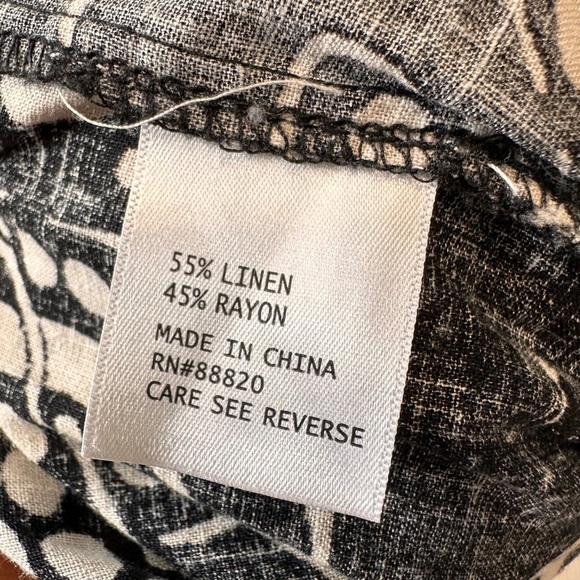 55% LINEN
45% RAYON
MADE IN CHINA
RN#88820
CARE SEE REVERSE